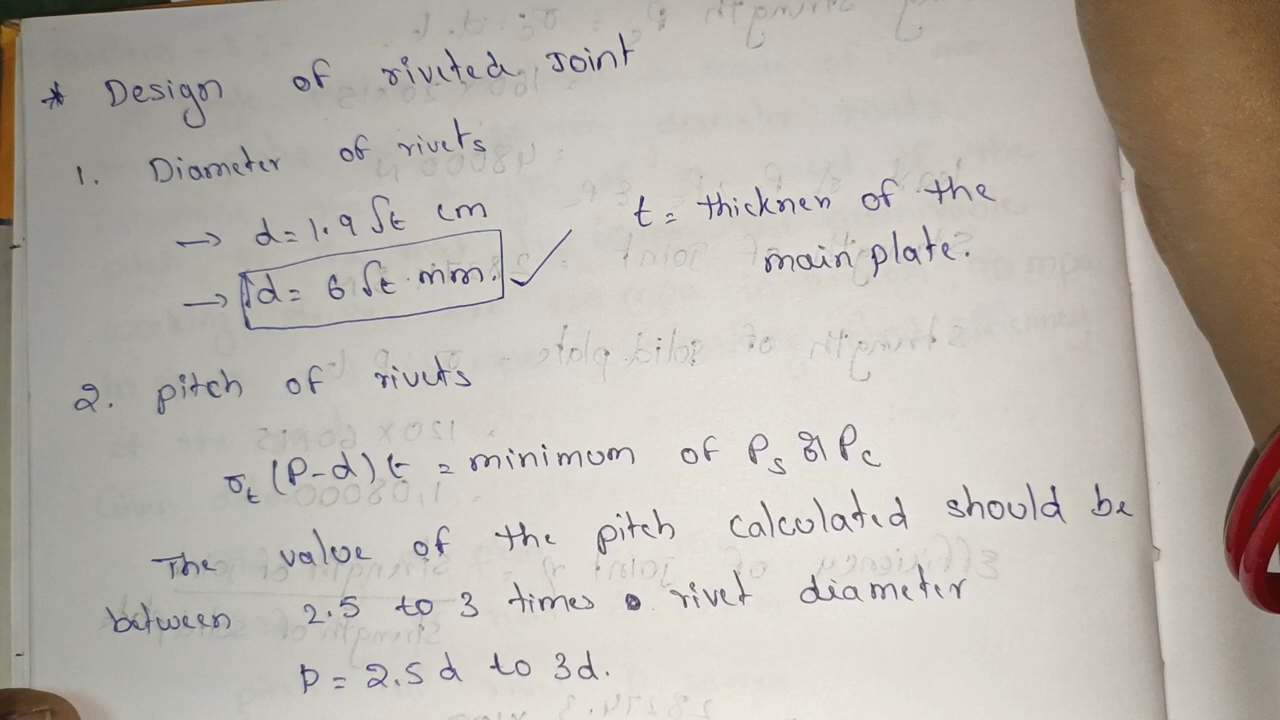 * Design of riveted Joint
1. Diameter of rivets
→ d = 1.9 √t cm
t = thickness of the
main plate.
→ d = 6 √t mm. ✓
2. pitch of rivets
σt (P-d) t = minimum of Ps or Pc
The value of the pitch calculated should be
between 2.5 to 3 times rivet diameter
P = 2.5 d to 3d.